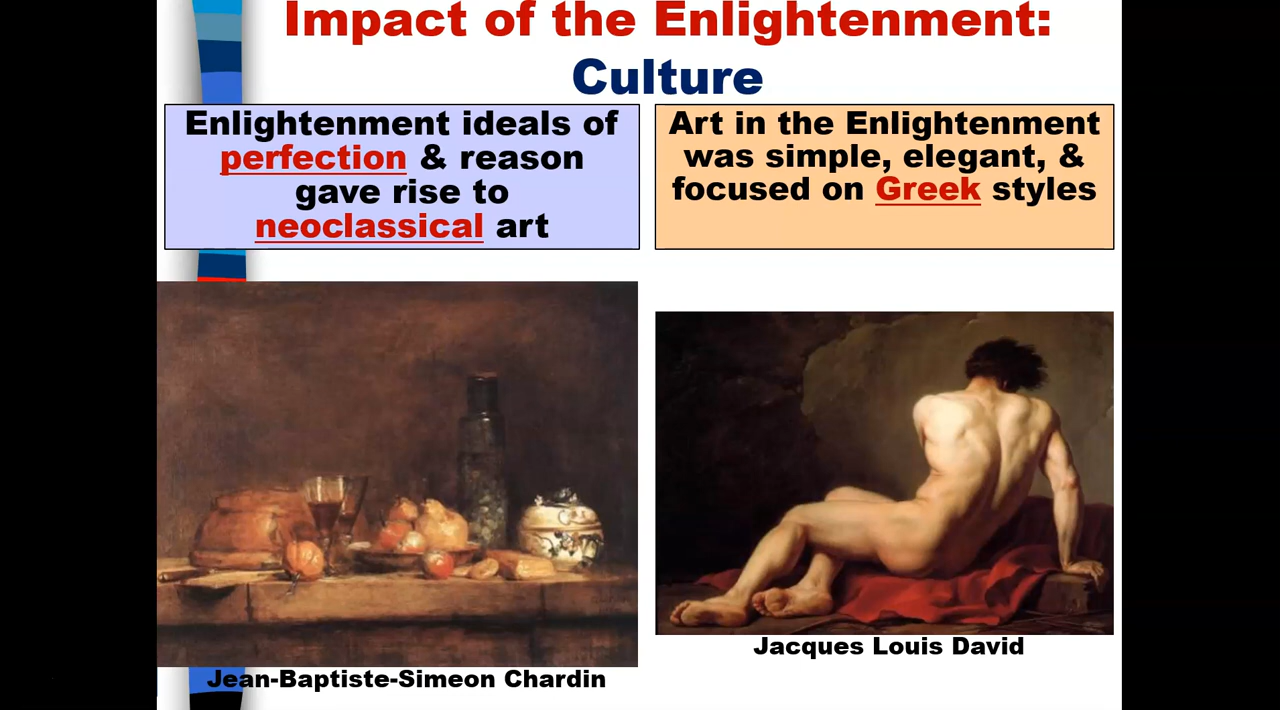 Impact of the Enlightenment:
Culture
Enlightenment ideals of
perfection & reason
gave rise to
neoclassical art
Art in the Enlightenment
was simple, elegant, &
focused on Greek styles
Jacques Louis David
Jean-Baptiste-Simeon Chardin